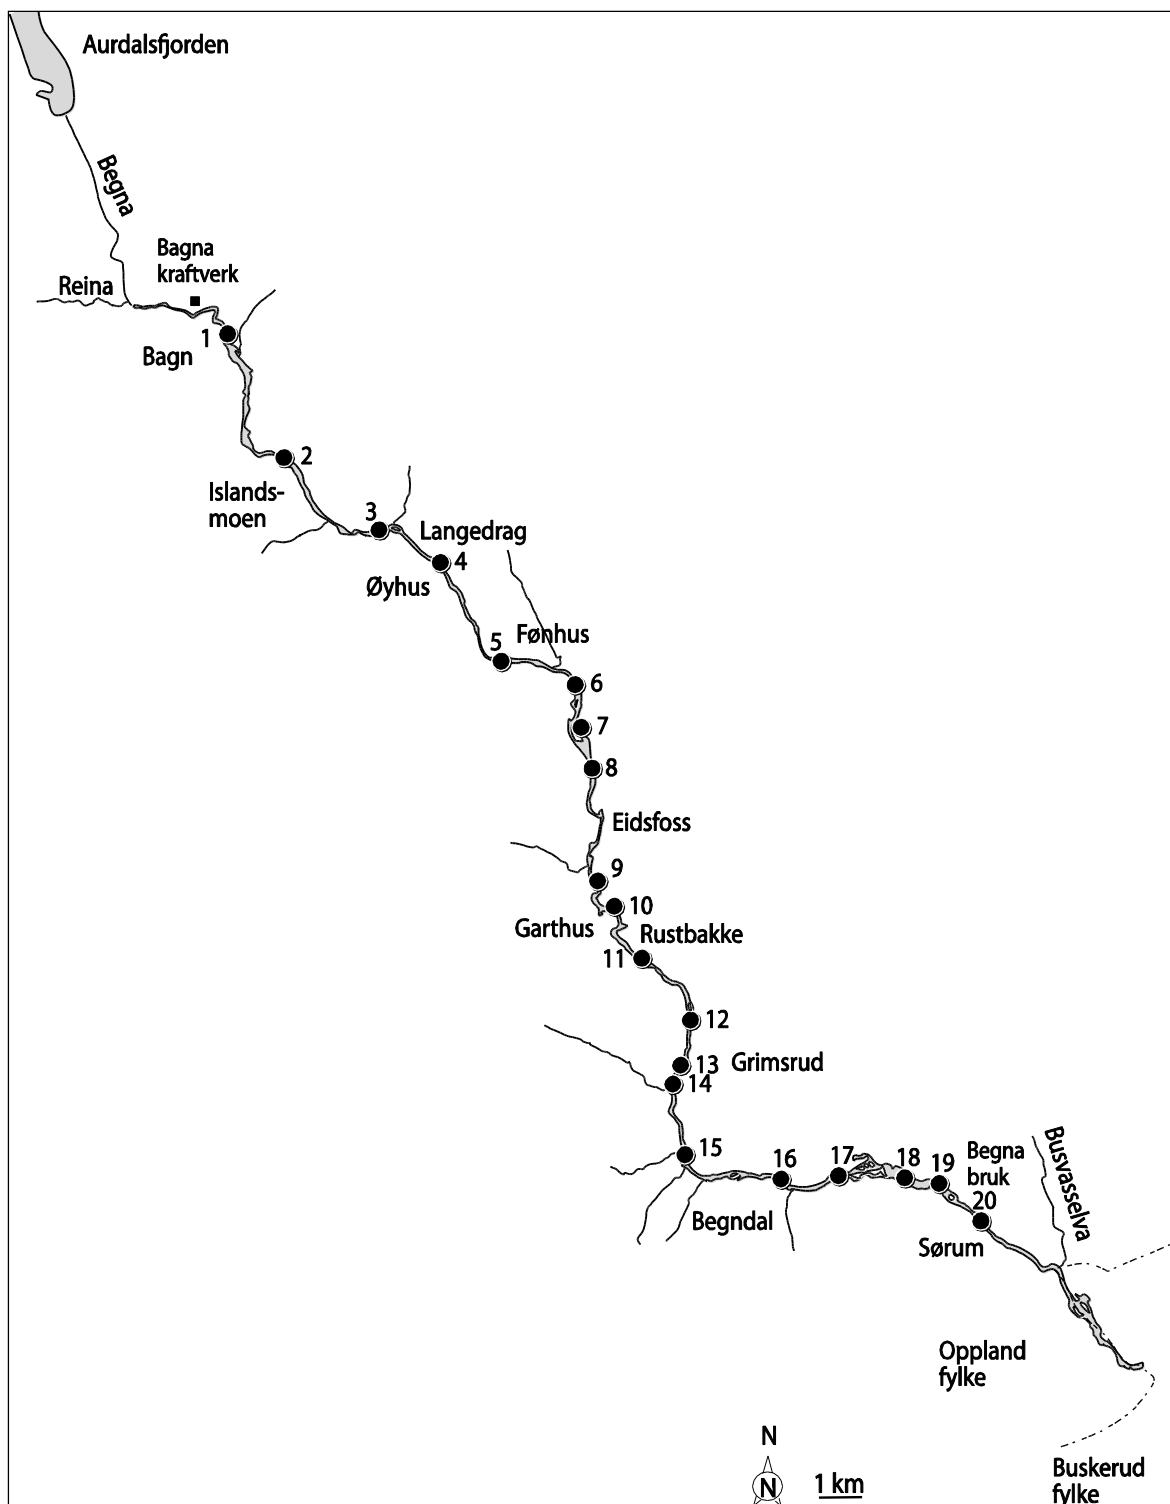 Aurdalsfjorden
Begna
Bagna
kraftverk
Reina
1
Bagn
2
Islands-
moen
3
Langedrag
4
Øyhus
5
Fønhus
6
7
8
Eidsfoss
9
10
Garthus
Rustbakke
11
12
13
Grimsrud
14
15
16
17
18
19
Begna
bruk
20
Busvasselva
Begndal
Sørum
Oppland
fylke
N
N
1 km
Buskerud
fylke